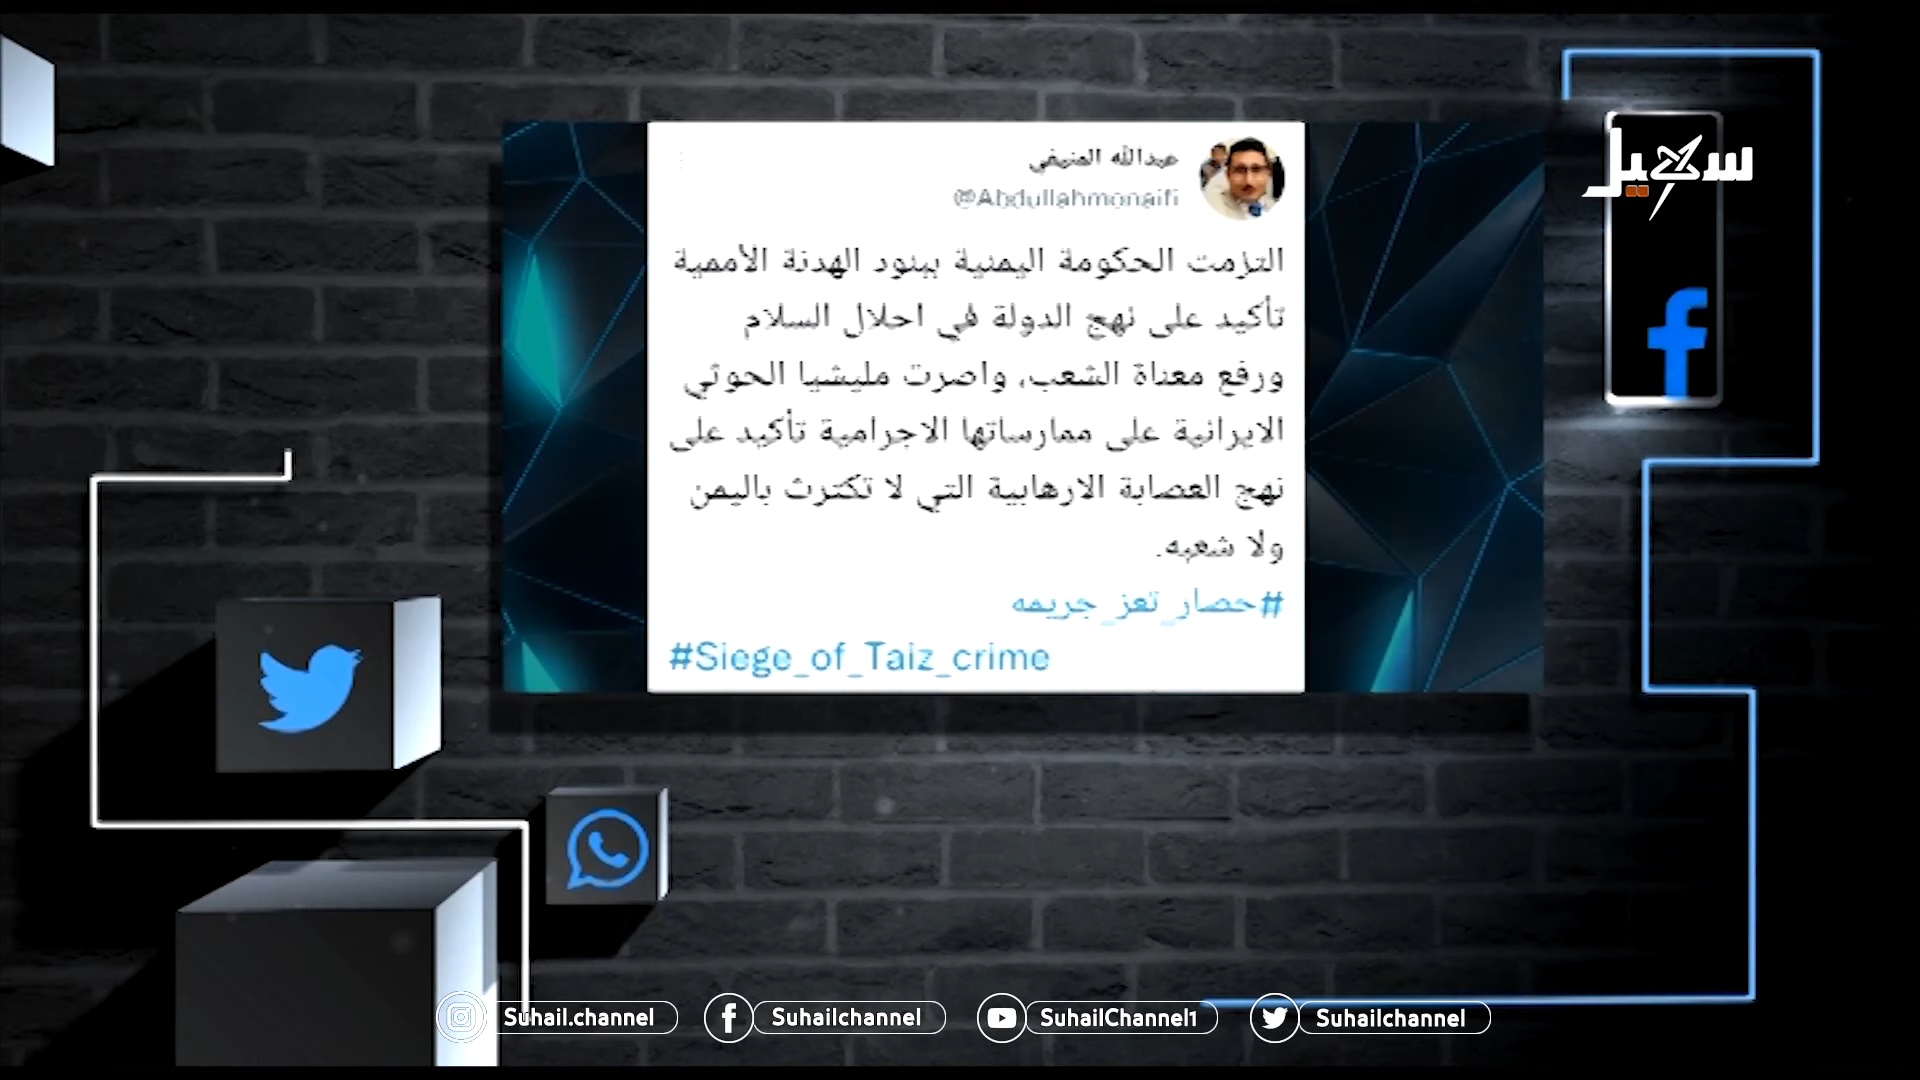 سهيل
عبدالله المنيفي
@Abdullahmonaifi
التزمت الحكومة اليمنية ببنود الهدنة الأممية
تأكيد على نهج الدولة في احلال السلام
ورفع معناة الشعب، واصرت مليشيا الحوثي
الايرانية على ممارساتها الاجرامية تأكيد على
نهج العصابة الارهابية التي لا تكترث باليمن
ولا شعبه.
#حصار_تعز_جريمه
#Siege_of_Taiz_crime
Suhail.channel
Suhailchannel
SuhailChannel1
Suhailchannel